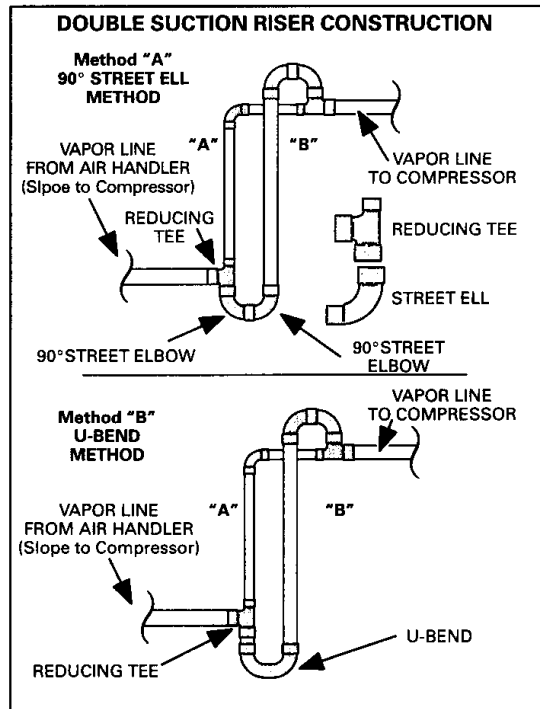 DOUBLE SUCTION RISER CONSTRUCTION
Method "A"
90° STREET ELL
METHOD
"A"
"B"
VAPOR LINE
FROM AIR HANDLER
(Slpoe to Compressor)
VAPOR LINE
TO COMPRESSOR
REDUCING
TEE
REDUCING TEE
STREET ELL
90°STREET ELBOW
90°STREET
ELBOW
VAPOR LINE
TO COMPRESSOR
Method "B"
U-BEND
METHOD
"A"
"B"
VAPOR LINE
FROM AIR HANDLER
(Slope to Compressor)
U-BEND
REDUCING TEE